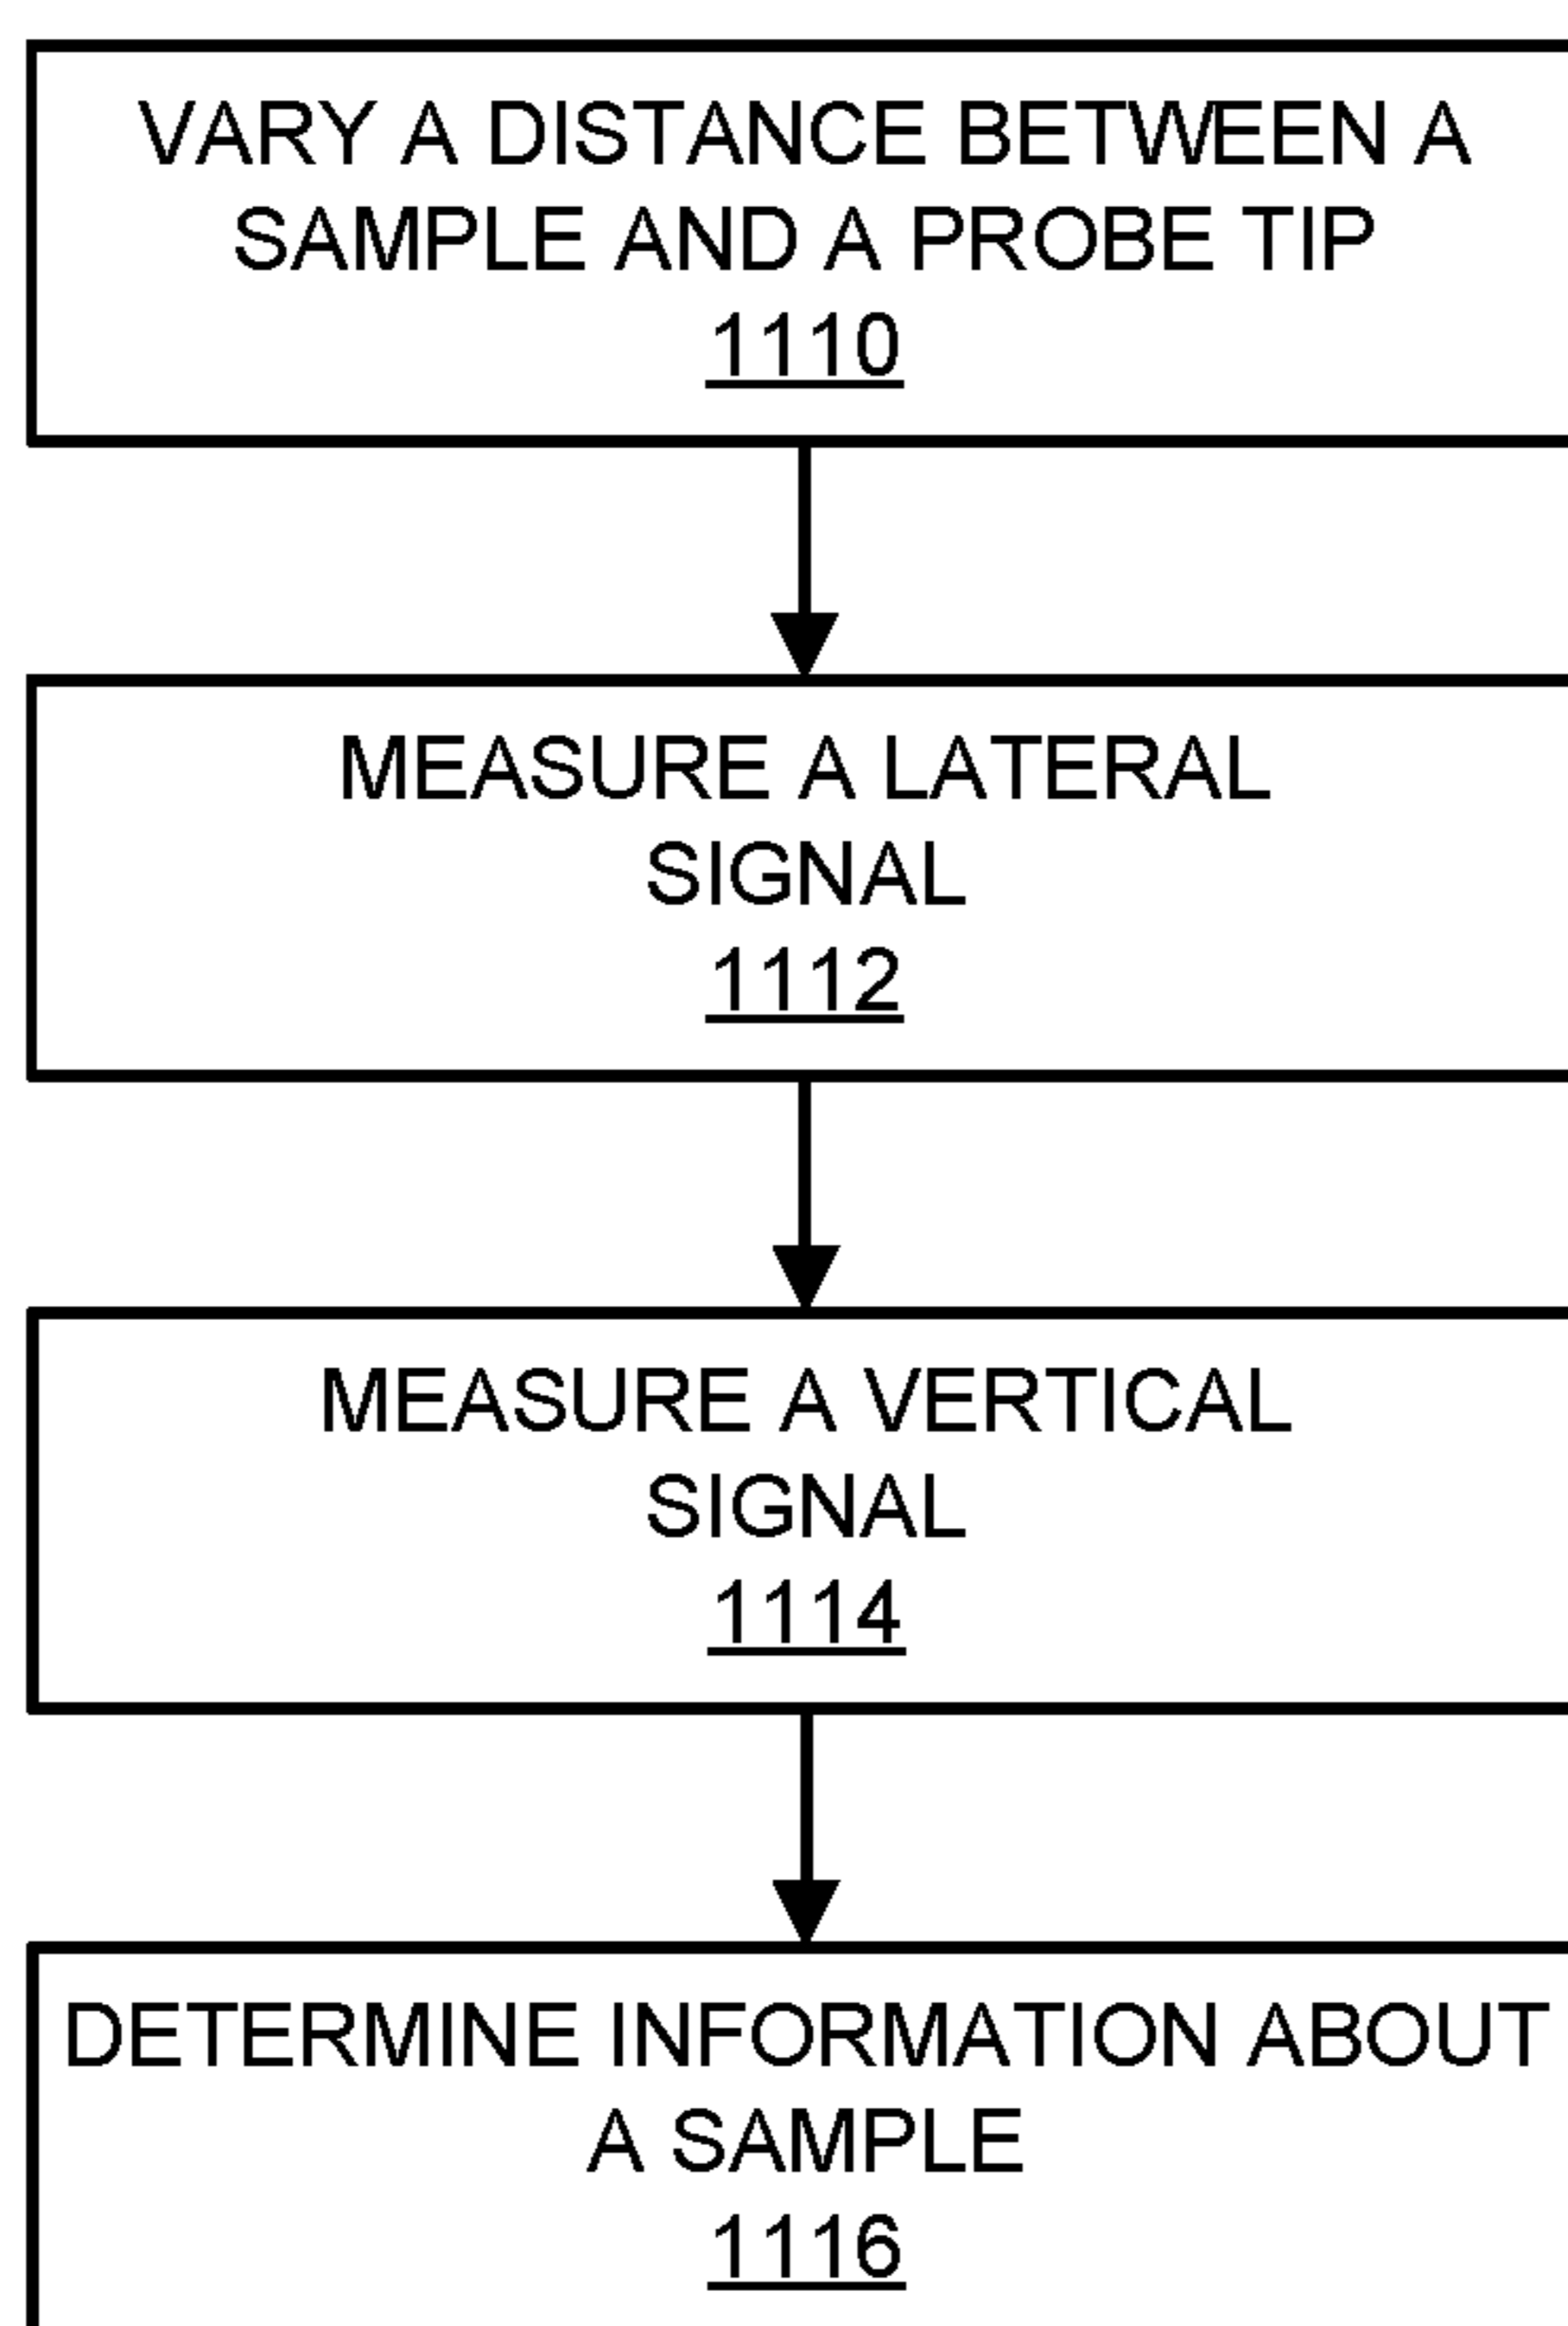 VARY A DISTANCE BETWEEN A
SAMPLE AND A PROBE TIP
1110
MEASURE A LATERAL
SIGNAL
1112
MEASURE A VERTICAL
SIGNAL
1114
DETERMINE INFORMATION ABOUT
A SAMPLE
1116